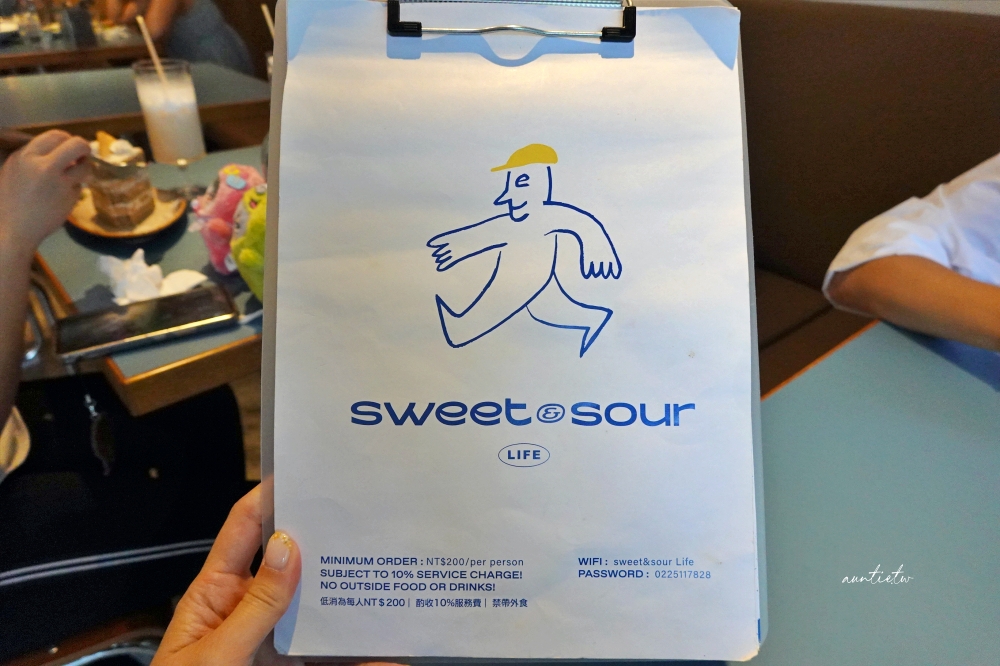 sweet & sour
LIFE
MINIMUM ORDER : NT$200/per person
SUBJECT TO 10% SERVICE CHARGE!
NO OUTSIDE FOOD OR DRINKS!
低消為每人NT$200｜酌收10%服務費｜禁帶外食
WIFI : sweet&sour Life
PASSWORD : 0225117828
auntietw